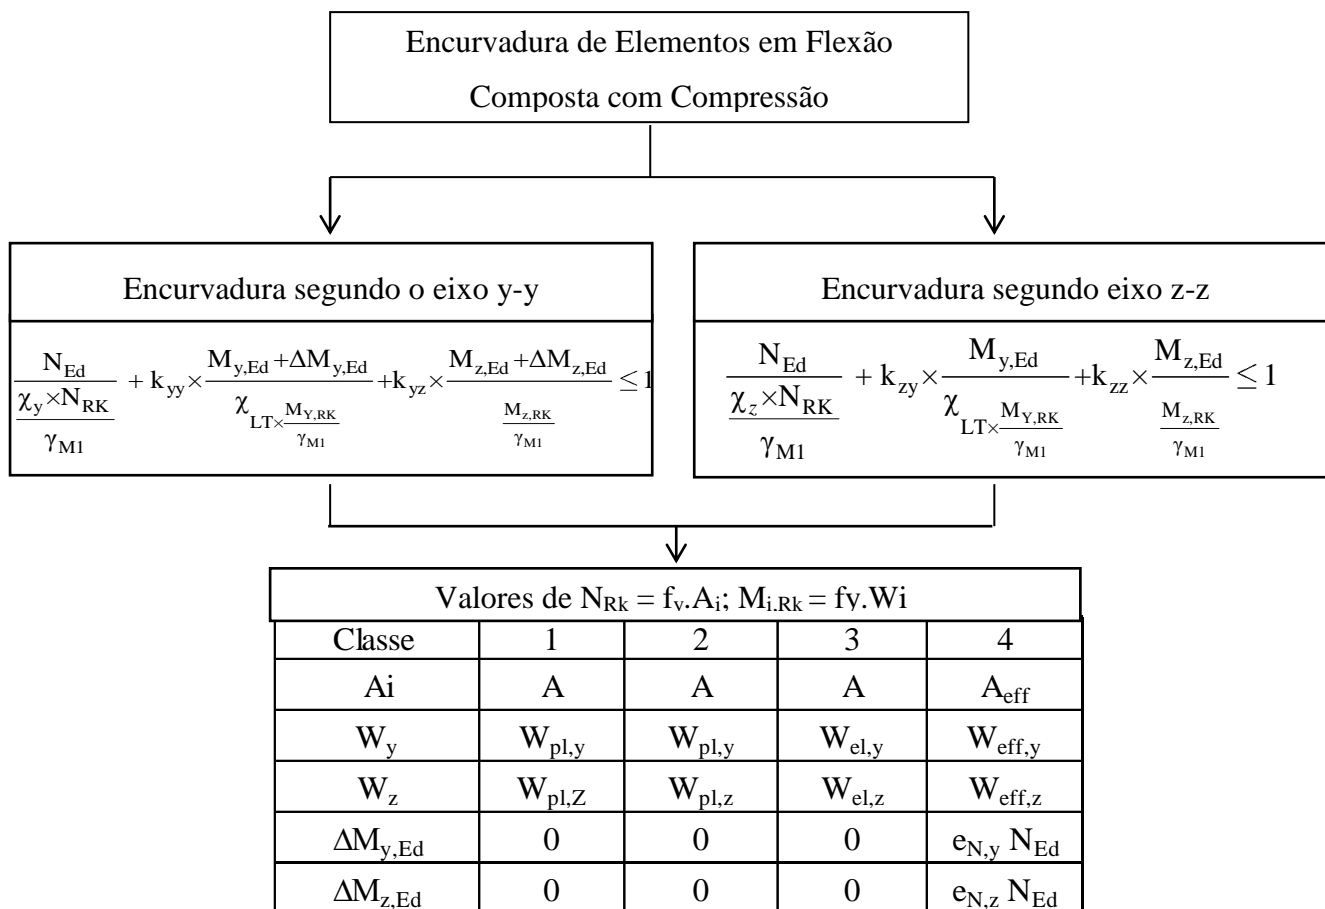 Encurvadura de Elementos em Flexão
Composta com Compressão
Encurvadura segundo o eixo y-y
N_Ed / (χ_y×N_RK / γ_M1) + k_yy × (M_y,Ed+ΔM_y,Ed) / (χ_LT× M_Y,RK / γ_M1) + k_yz × (M_z,Ed+ΔM_z,Ed) / (M_z,RK / γ_M1) ≤ 1
Encurvadura segundo eixo z-z
N_Ed / (χ_z×N_RK / γ_M1) + k_zy × M_y,Ed / (χ_LT× M_Y,RK / γ_M1) + k_zz × M_z,Ed / (M_z,RK / γ_M1) ≤ 1
Valores de N_Rk = f_y.A_i; M_i.Rk = fy.Wi
Classe 1 2 3 4
Ai A A A A_eff
W_y W_pl,y W_pl,y W_el,y W_eff,y
W_z W_pl,Z W_pl,z W_el,z W_eff,z
ΔM_y,Ed 0 0 0 e_N,y N_Ed
ΔM_z,Ed 0 0 0 e_N,z N_Ed